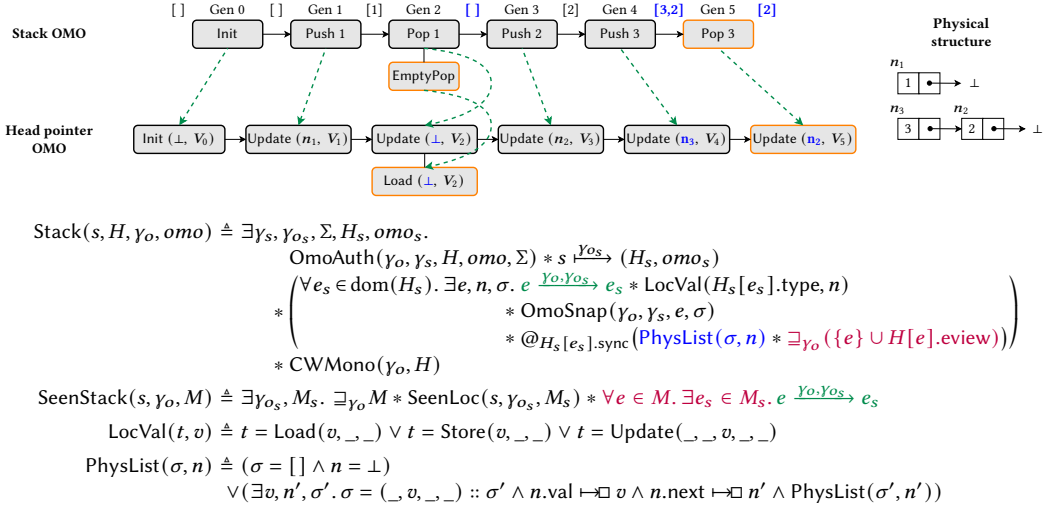 [ ] Gen 0 [ ] Gen 1 [1] Gen 2 [ ] Gen 3 [2] Gen 4 [3,2] Gen 5 [2]
Stack OMO
Init Push 1 Pop 1 Push 2 Push 3 Pop 3
EmptyPop
Head pointer
OMO
Init (⊥, V₀) Update (n₁, V₁) Update (⊥, V₂) Update (n₂, V₃) Update (n₃, V₄) Update (n₂, V₅)
Load (⊥, V₂)
Physical
structure
n₁
1 ⊥
n₃ n₂
3 2 ⊥
Stack(s, H, γₒ, omo) ≜ ∃γₛ, γₒₛ, Σ, Hₛ, omoₛ.
OmoAuth(γₒ, γₛ, H, omo, Σ) ∗ s ↦^γₒₛ (Hₛ, omoₛ)
∗ (∀eₛ ∈ dom(Hₛ). ∃e, n, σ. e →^γₒ,γₒₛ eₛ ∗ LocVal(Hₛ[eₛ].type, n)
∗ OmoSnap(γₒ, γₛ, e, σ)
∗ @Hₛ[eₛ].sync(PhysList(σ, n) ∗ ⊒γₒ({e} ∪ H[e].eview)))
∗ CWMono(γₒ, H)
SeenStack(s, γₒ, M) ≜ ∃γₒₛ, Mₛ. ⊒γₒ M ∗ SeenLoc(s, γₒₛ, Mₛ) ∗ ∀e ∈ M. ∃eₛ ∈ Mₛ. e →^γₒ,γₒₛ eₛ
LocVal(t, v) ≜ t = Load(v, _, _) ∨ t = Store(v, _, _) ∨ t = Update(_, _, v, _, _)
PhysList(σ, n) ≜ (σ = [ ] ∧ n = ⊥)
∨(∃v, n′, σ′. σ = (_, v, _, _) :: σ′ ∧ n.val ↦□ v ∧ n.next ↦□ n′ ∧ PhysList(σ′, n′))